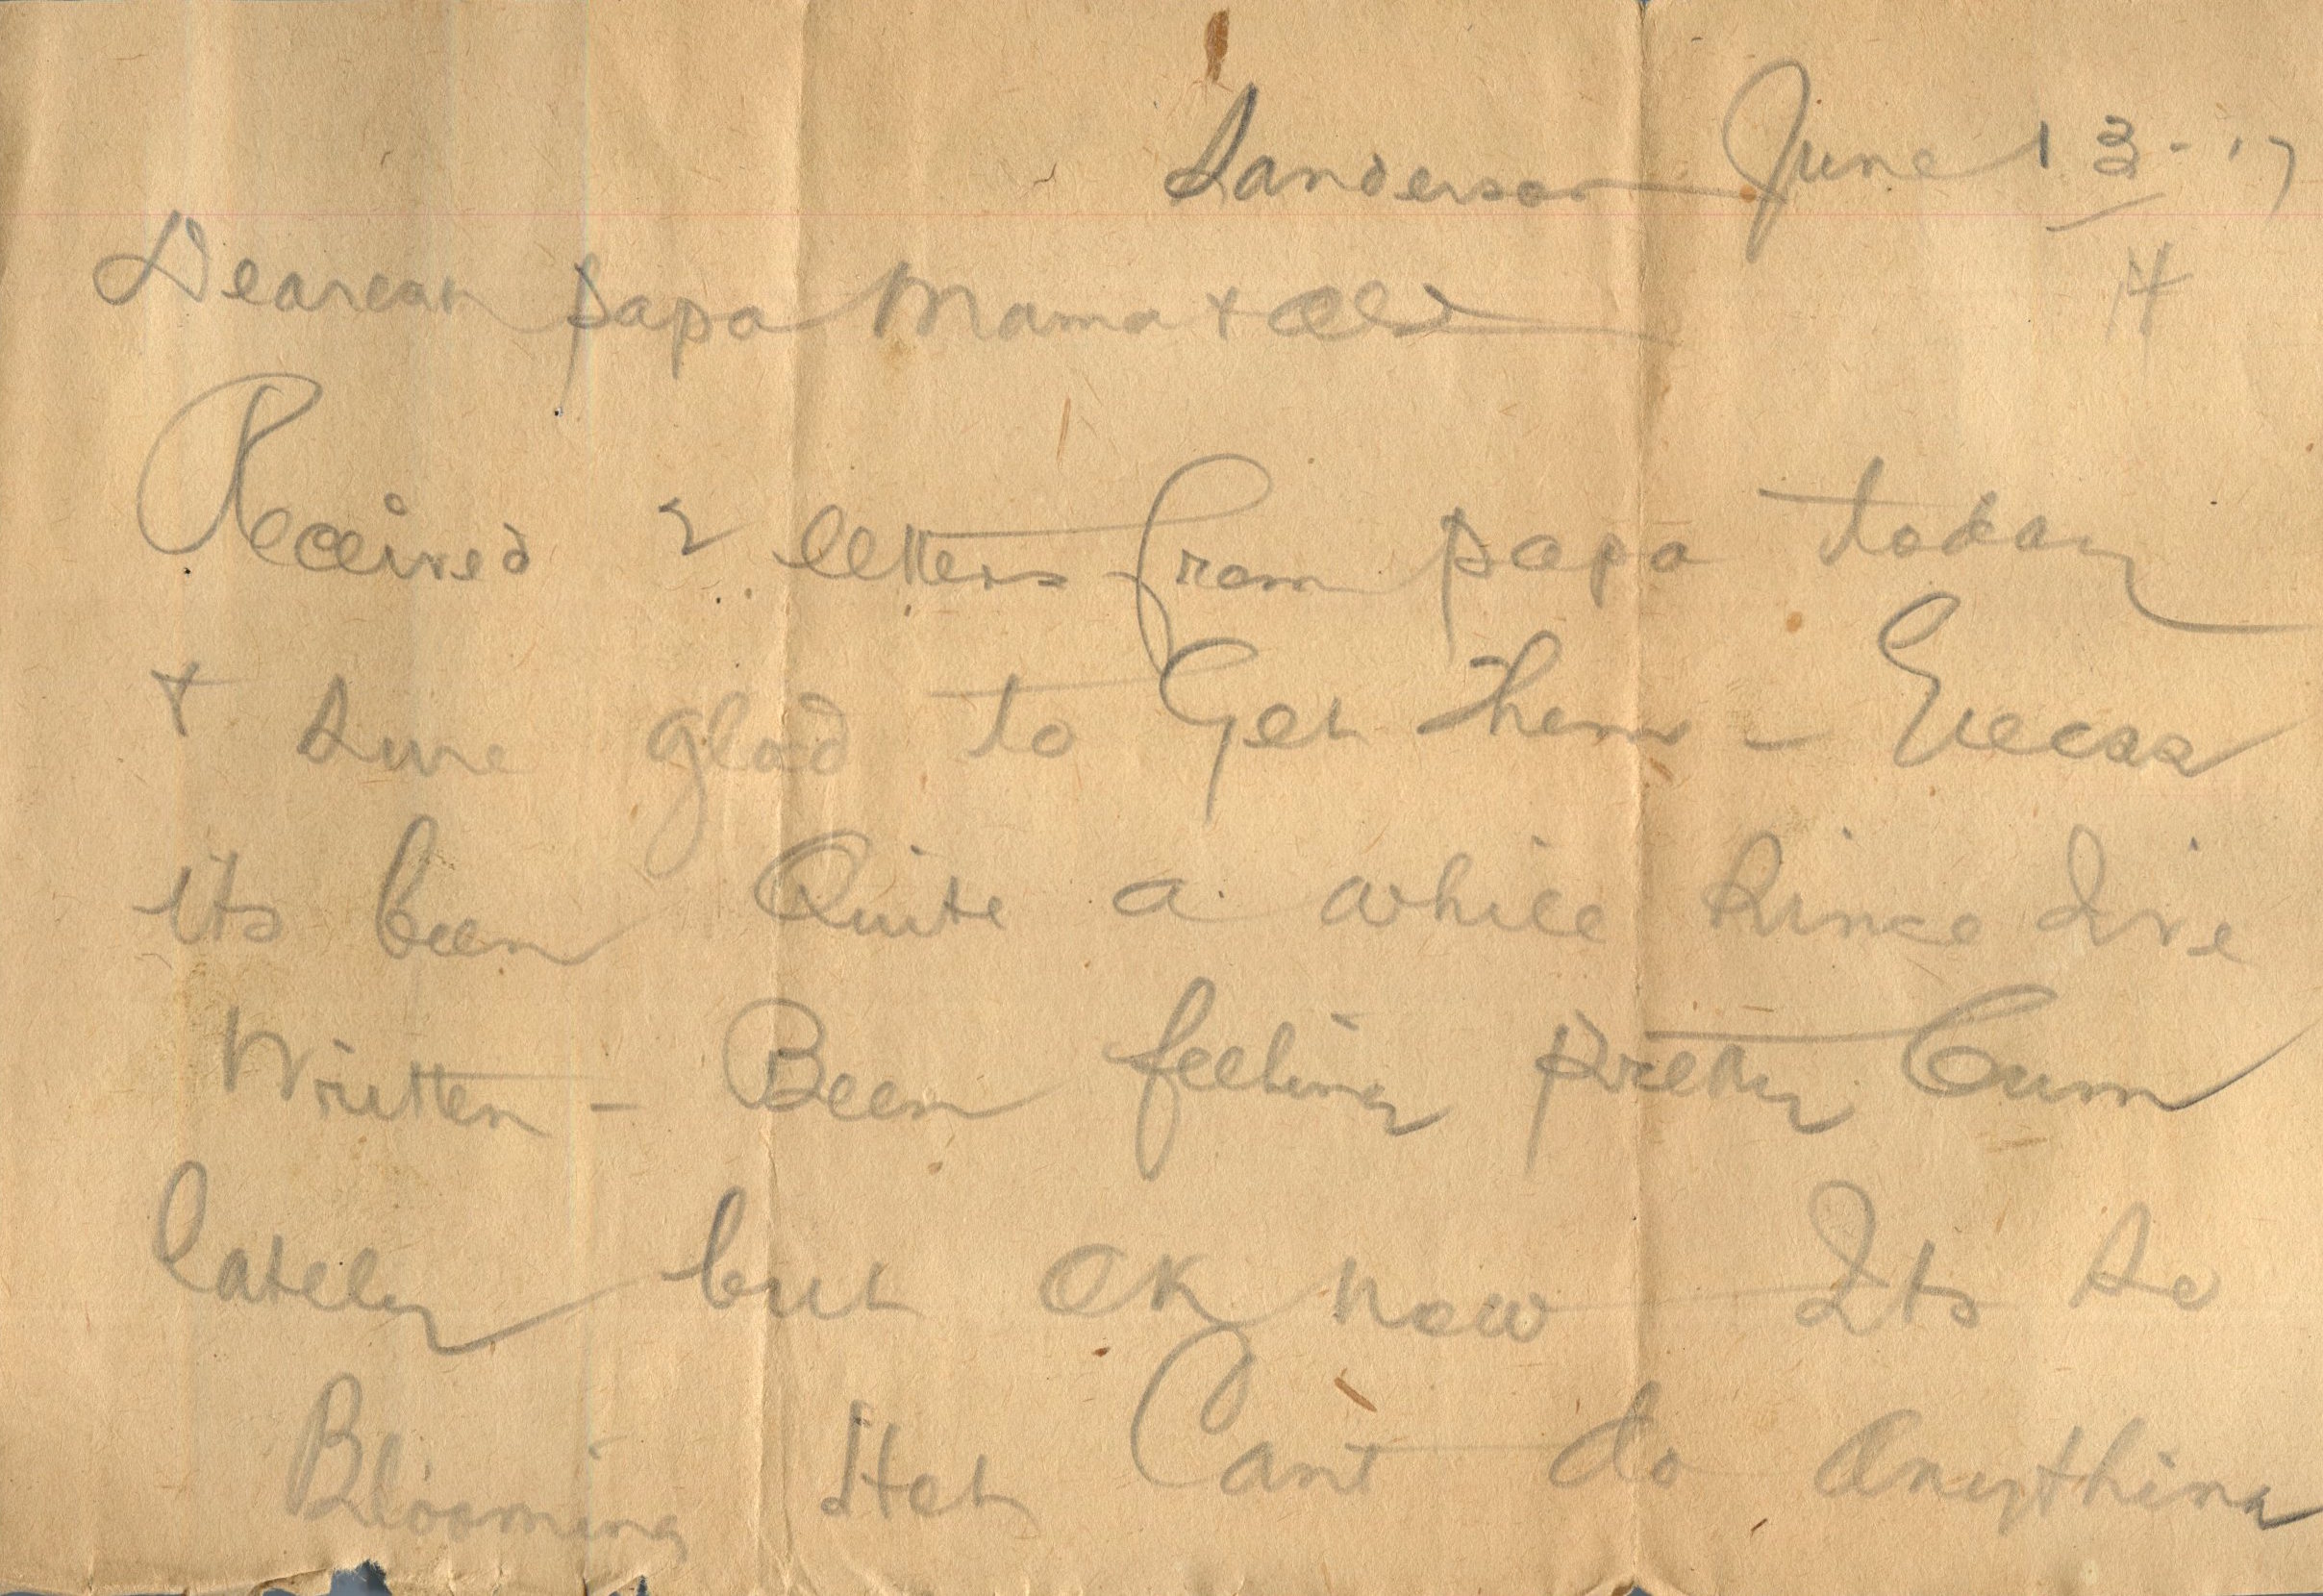 Sanderson June 13-17
14
Dearest papa Mama & all
Received 2 letters from papa today
& sure glad to Get them - Guess
its been Quite a while since Ive
Written - Been feeling pretty bum
lately but OK now Its so
Blooming Hot Cant do Anything